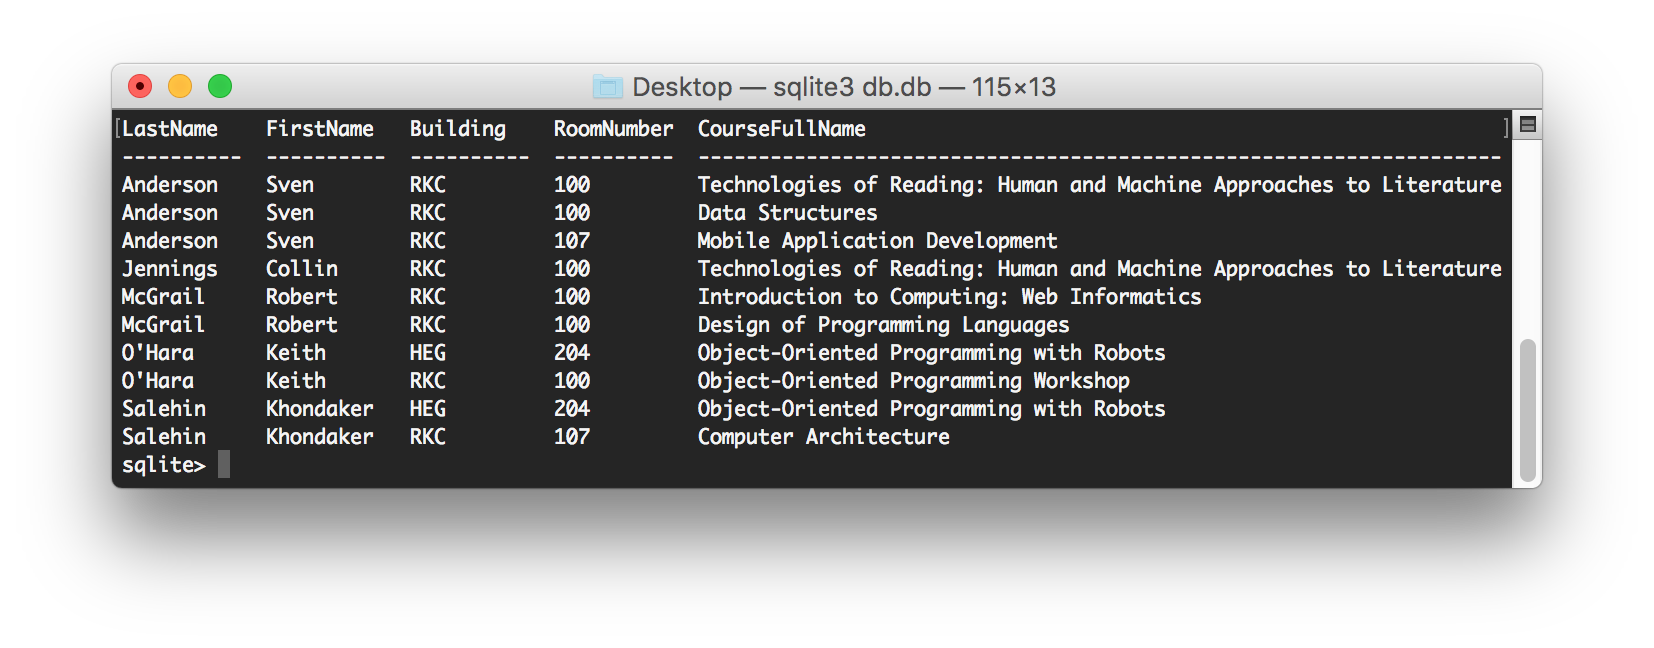 Desktop — sqlite3 db.db — 115×13
[LastName    FirstName   Building    RoomNumber  CourseFullName                                                     ]
----------  ----------  ----------  ----------  -------------------------------------------------------------------
Anderson    Sven        RKC         100         Technologies of Reading: Human and Machine Approaches to Literature
Anderson    Sven        RKC         100         Data Structures
Anderson    Sven        RKC         107         Mobile Application Development
Jennings    Collin      RKC         100         Technologies of Reading: Human and Machine Approaches to Literature
McGrail     Robert      RKC         100         Introduction to Computing: Web Informatics
McGrail     Robert      RKC         100         Design of Programming Languages
O'Hara      Keith       HEG         204         Object-Oriented Programming with Robots
O'Hara      Keith       RKC         100         Object-Oriented Programming Workshop
Salehin     Khondaker   HEG         204         Object-Oriented Programming with Robots
Salehin     Khondaker   RKC         107         Computer Architecture
sqlite>